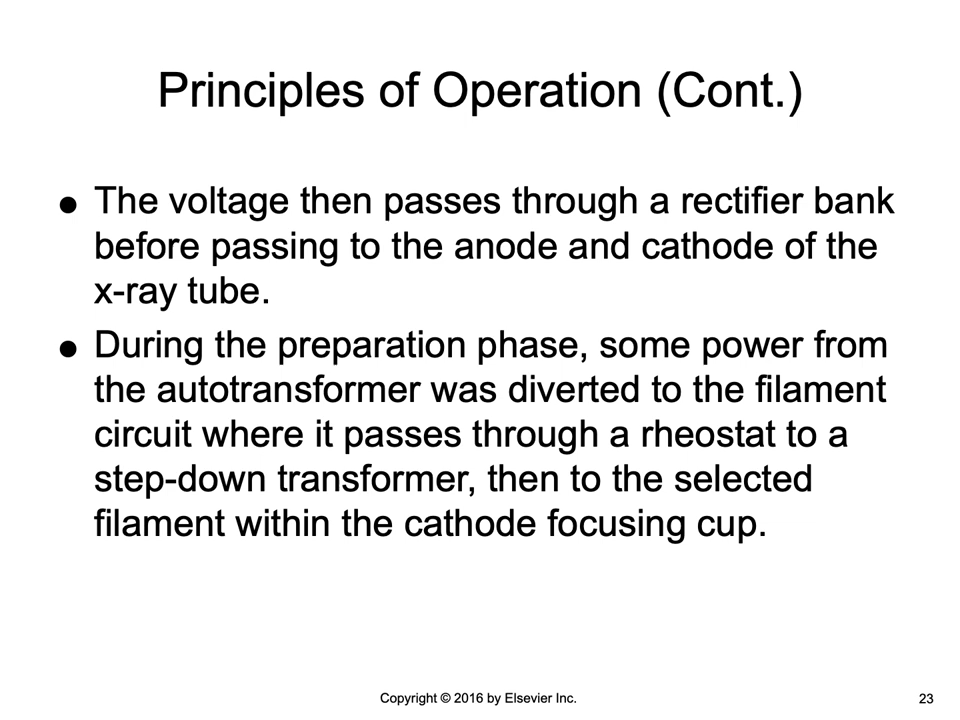 Principles of Operation (Cont.)
● The voltage then passes through a rectifier bank
before passing to the anode and cathode of the
x-ray tube.
● During the preparation phase, some power from
the autotransformer was diverted to the filament
circuit where it passes through a rheostat to a
step-down transformer, then to the selected
filament within the cathode focusing cup.
Copyright © 2016 by Elsevier Inc.
23